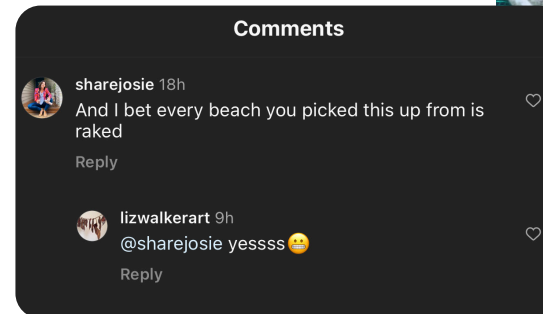 Comments
sharejosie 18h
And I bet every beach you picked this up from is
raked
Reply
lizwalkerart 9h
@sharejosie yessss😬
Reply